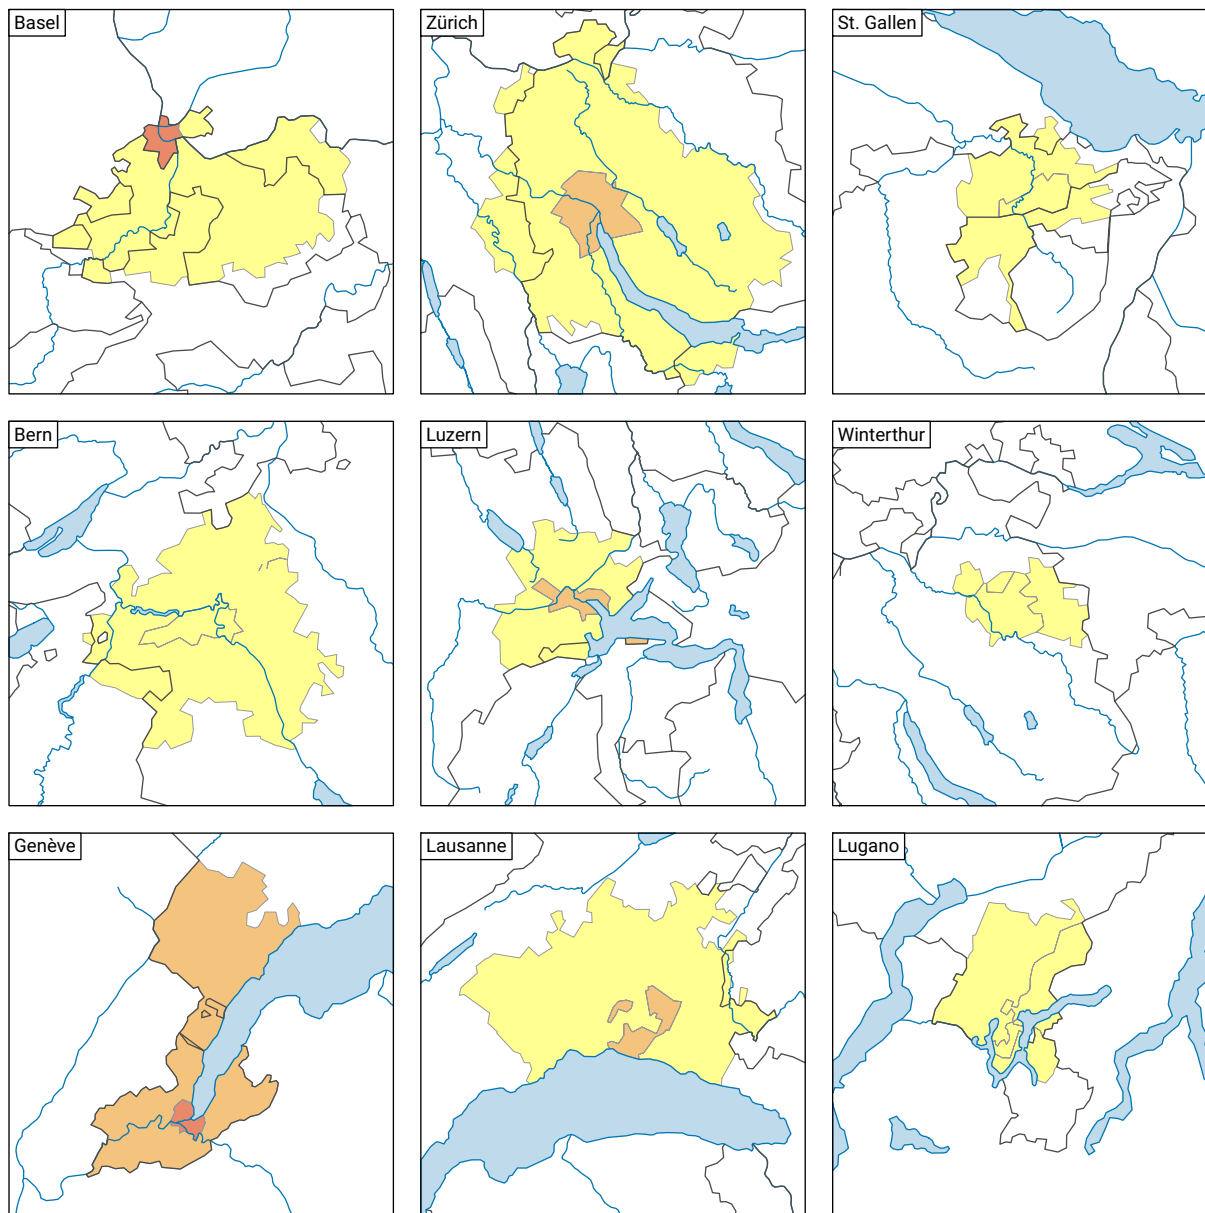 Basel
Zürich
St. Gallen
Bern
Luzern
Winterthur
Genève
Lausanne
Lugano